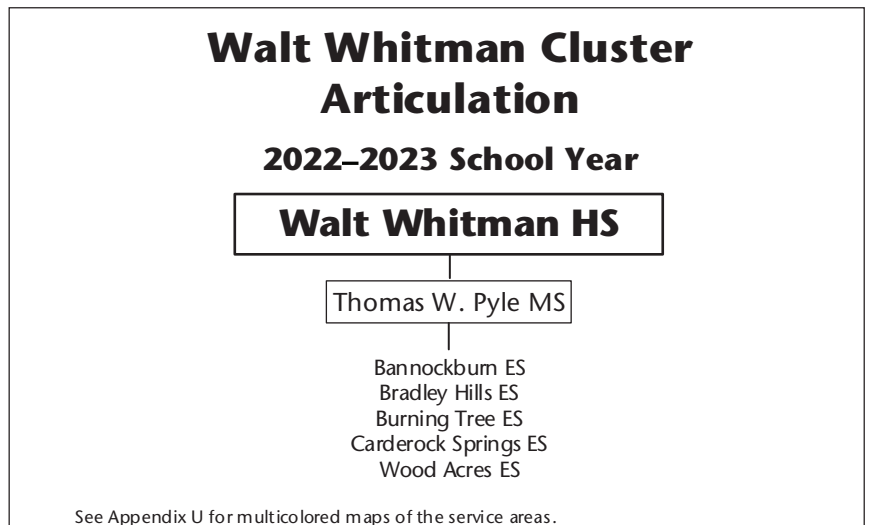 Walt Whitman Cluster
Articulation
2022–2023 School Year
Walt Whitman HS
Thomas W. Pyle MS
Bannockburn ES
Bradley Hills ES
Burning Tree ES
Carderock Springs ES
Wood Acres ES
See Appendix U for multicolored maps of the service areas.